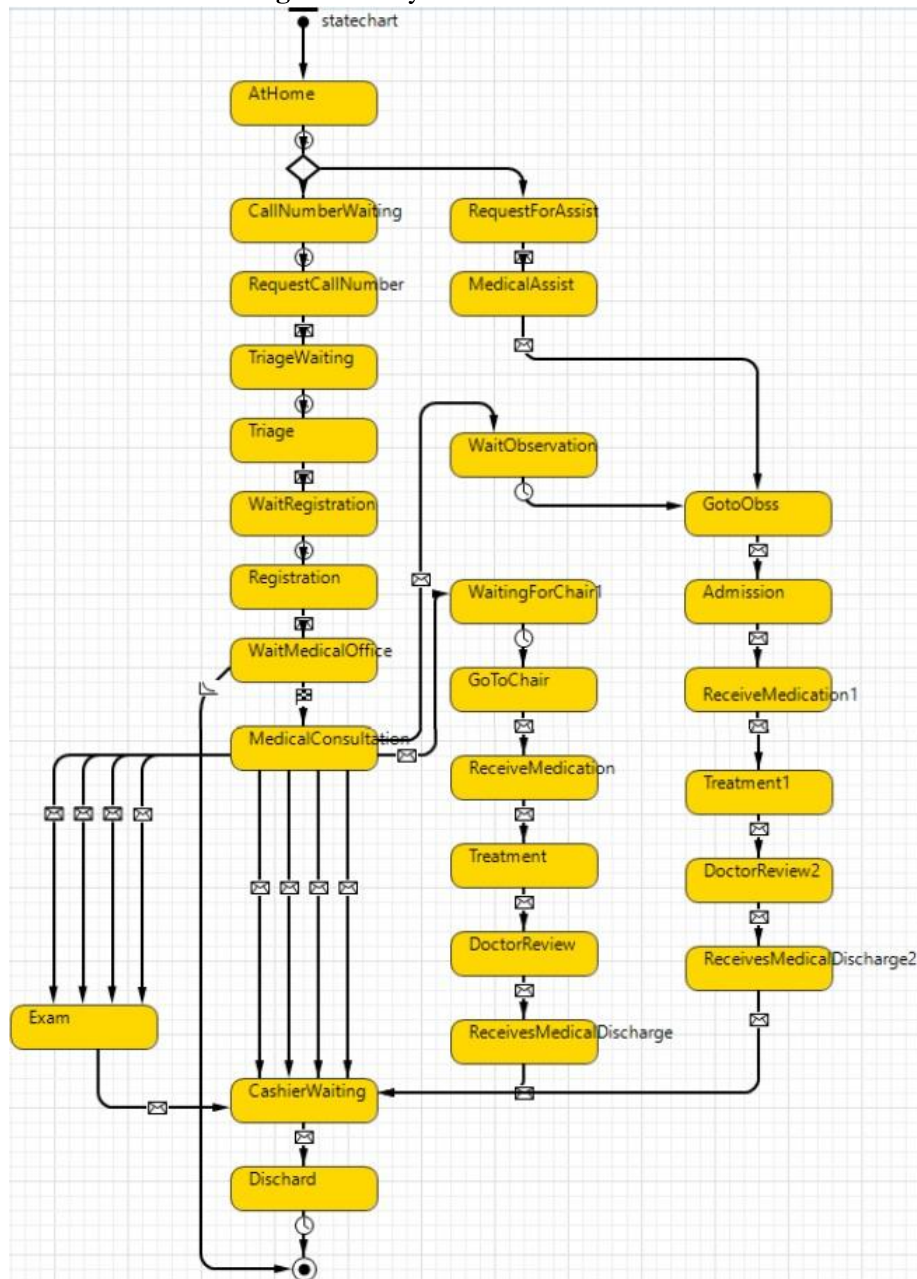 statechart
AtHome
CallNumberWaiting
RequestForAssist
RequestCallNumber
MedicalAssist
TriageWaiting
Triage
WaitObservation
WaitRegistration
GotoObss
Registration
WaitingForChair1
Admission
WaitMedicalOffice
GoToChair
ReceiveMedication1
MedicalConsultation
ReceiveMedication
Treatment1
Treatment
DoctorReview2
DoctorReview
ReceivesMedicalDischarge2
Exam
ReceivesMedicalDischarge
CashierWaiting
Dischard